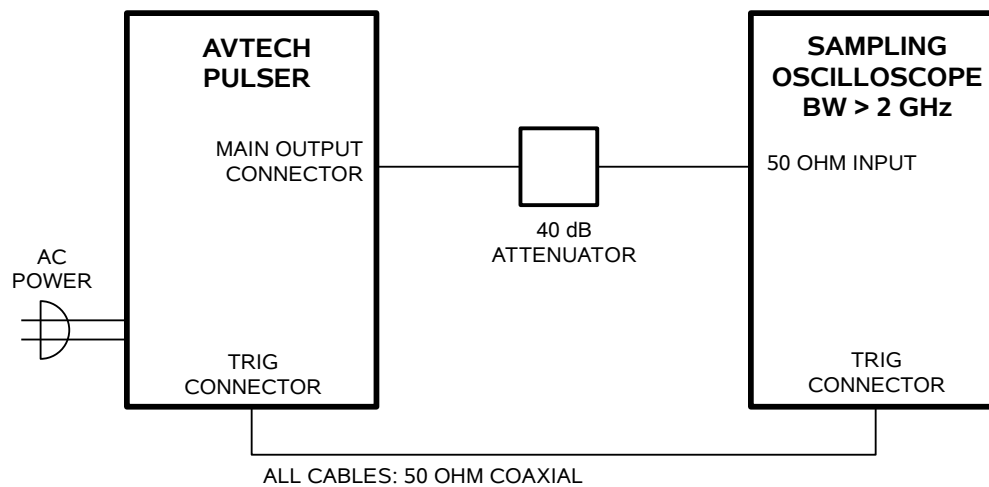 AVTECH
PULSER
MAIN OUTPUT
CONNECTOR
AC
POWER
TRIG
CONNECTOR
40 dB
ATTENUATOR
SAMPLING
OSCILLOSCOPE
BW > 2 GHz
50 OHM INPUT
TRIG
CONNECTOR
ALL CABLES: 50 OHM COAXIAL